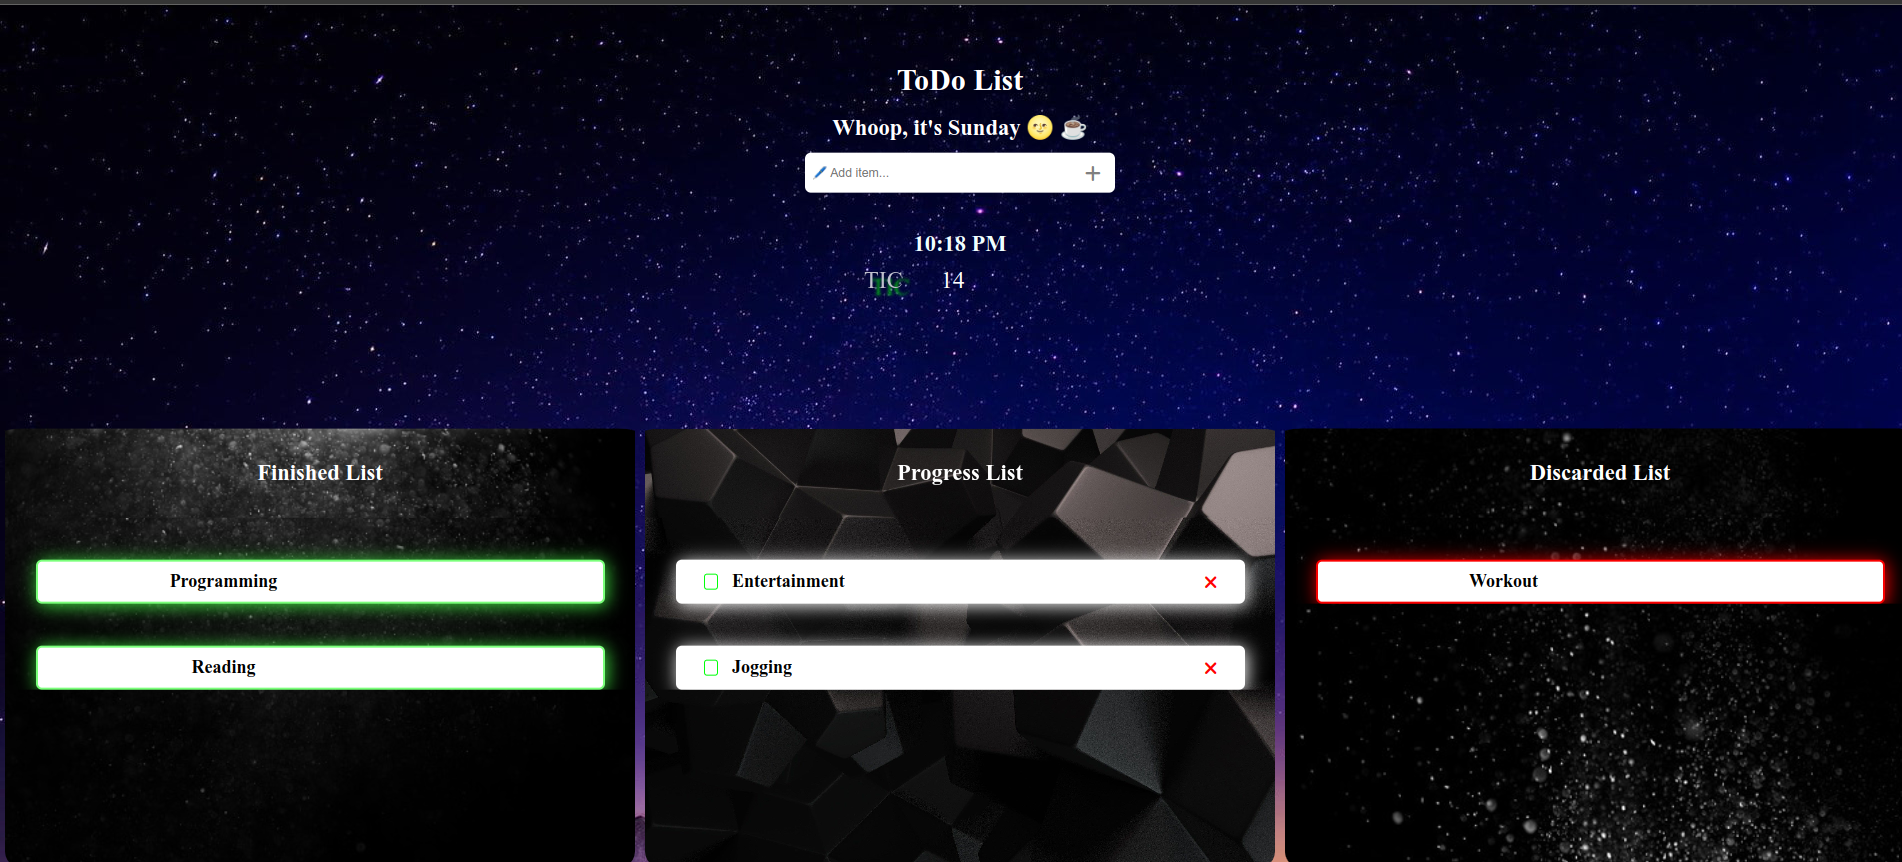 ToDo List
Whoop, it's Sunday 🌝 ☕
🖊️ Add item...
10:18 PM
TIC 14
TIC
Finished List
Programming
Reading
Progress List
Entertainment
Jogging
Discarded List
Workout